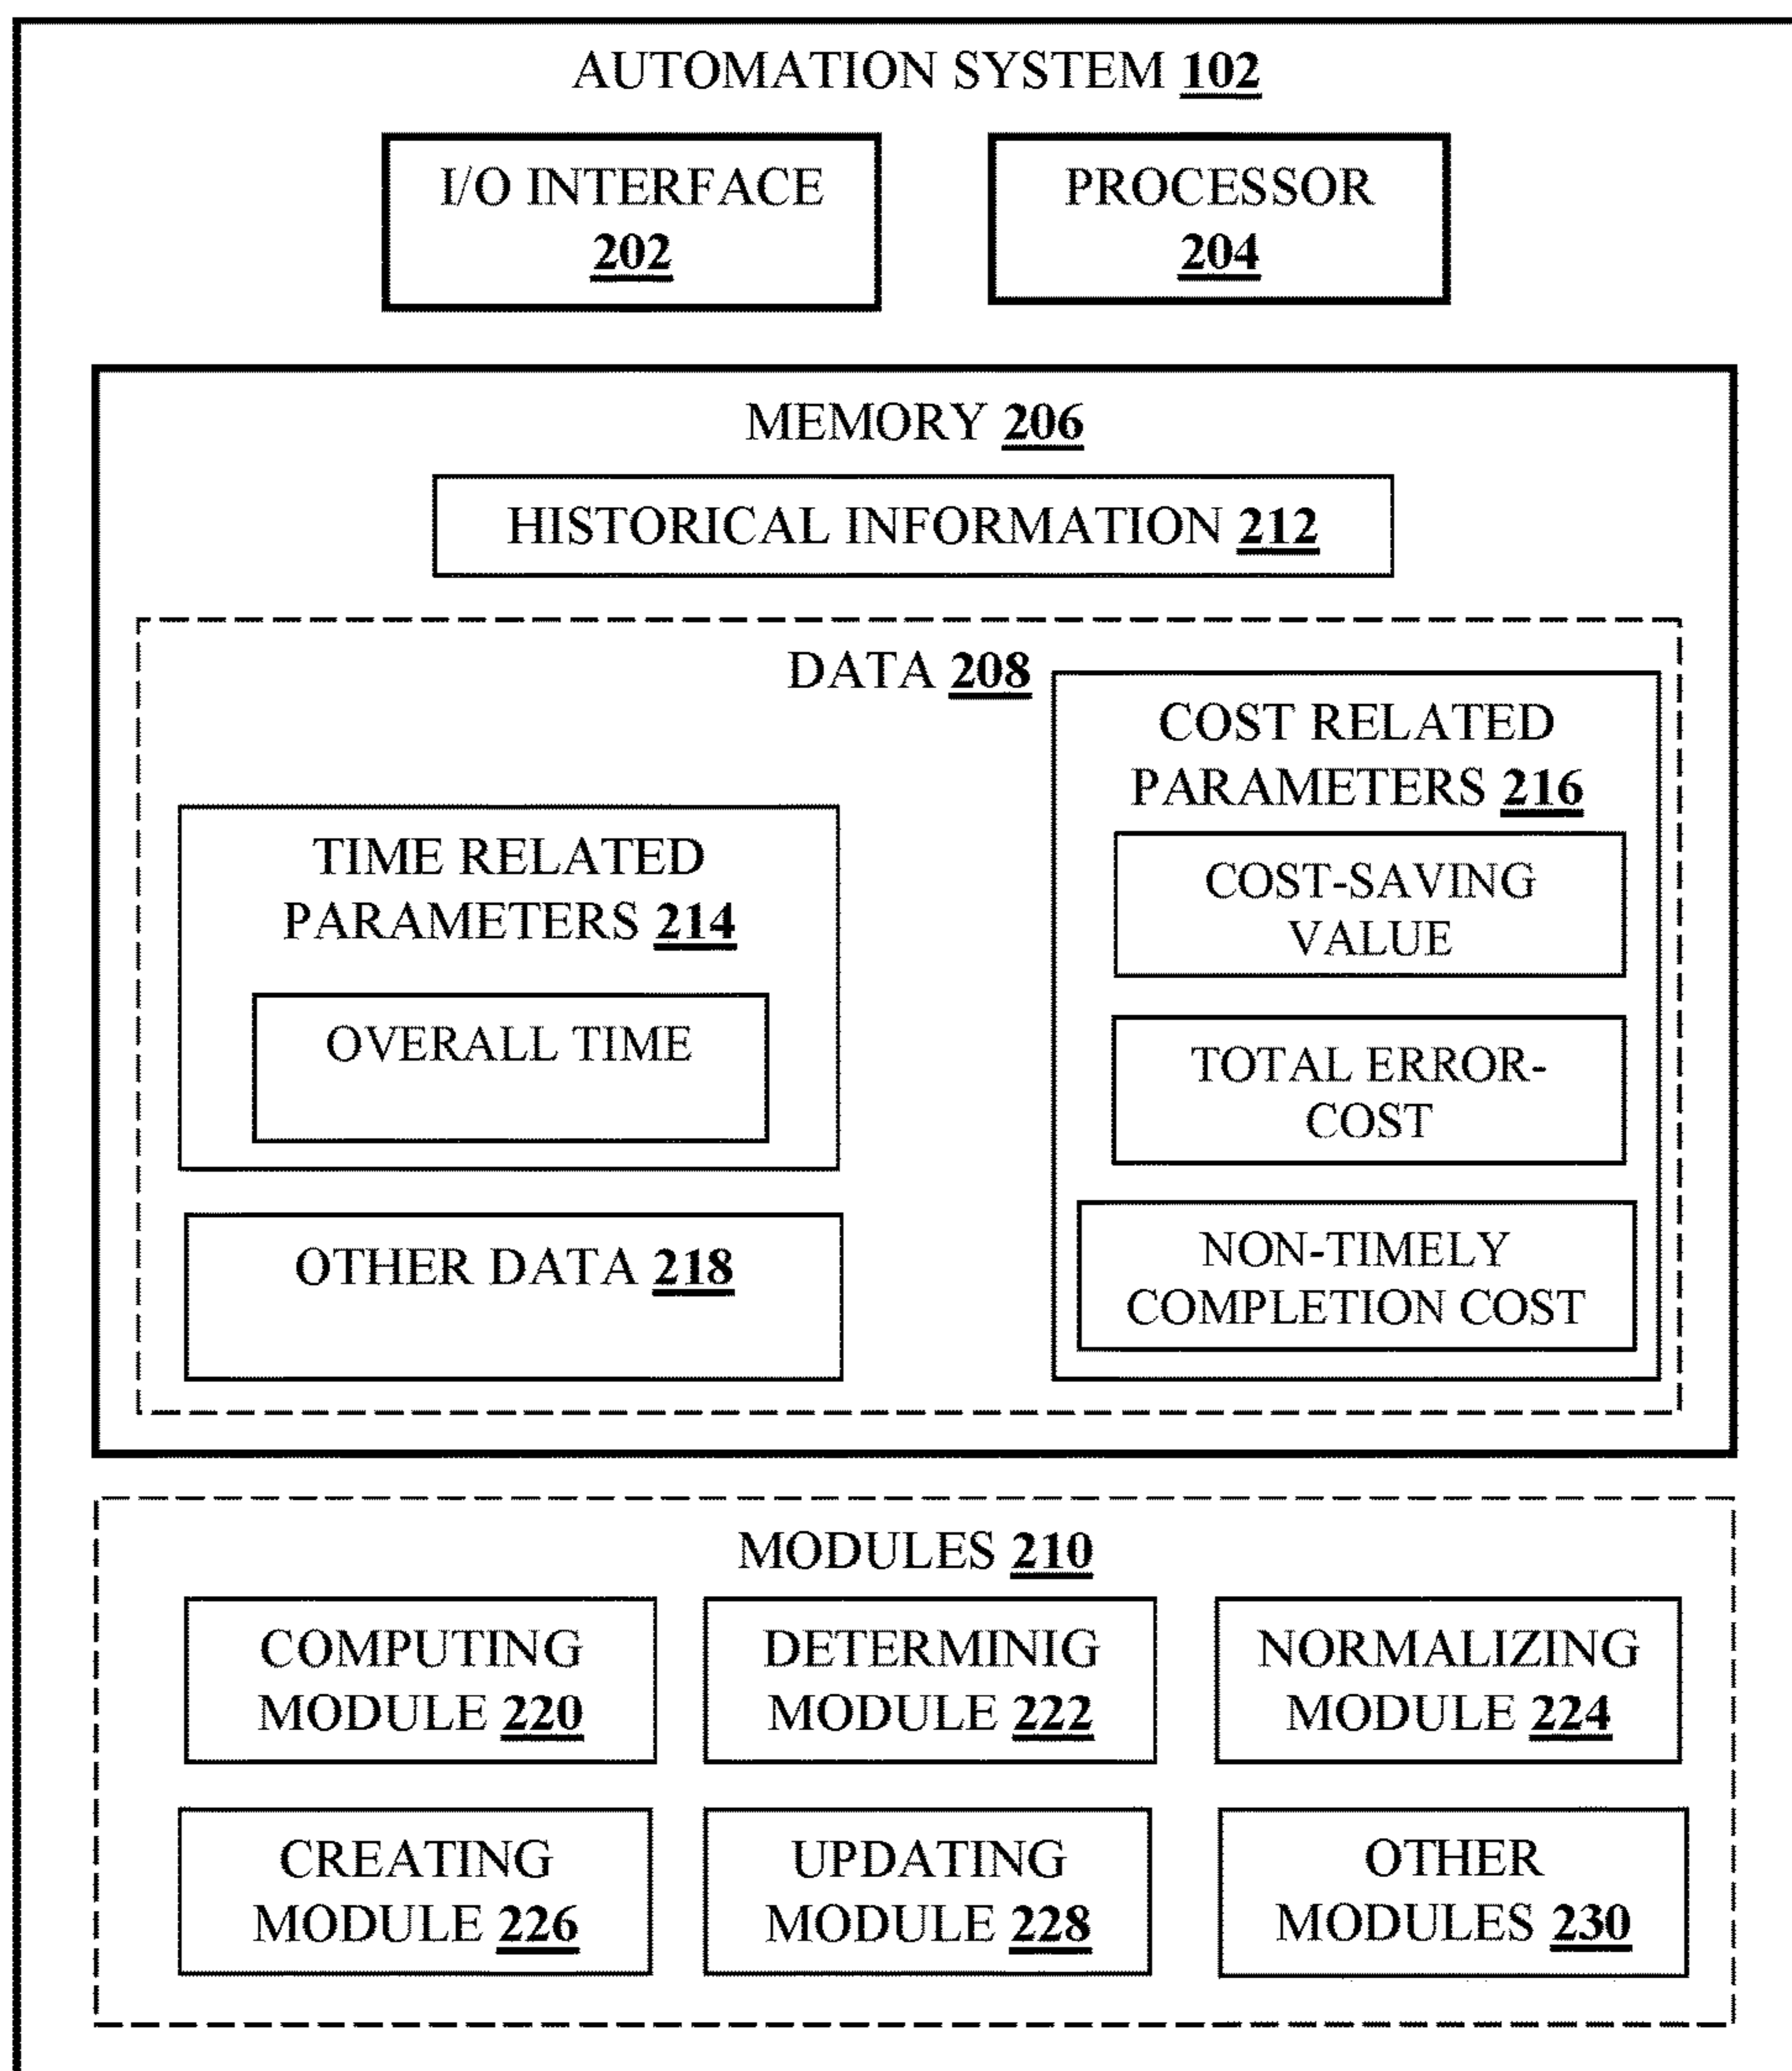 AUTOMATION SYSTEM 102
I/O INTERFACE
202
PROCESSOR
204
MEMORY 206
HISTORICAL INFORMATION 212
DATA 208
TIME RELATED
PARAMETERS 214
OVERALL TIME
OTHER DATA 218
COST RELATED
PARAMETERS 216
COST-SAVING
VALUE
TOTAL ERROR-
COST
NON-TIMELY
COMPLETION COST
MODULES 210
COMPUTING
MODULE 220
DETERMINIG
MODULE 222
NORMALIZING
MODULE 224
CREATING
MODULE 226
UPDATING
MODULE 228
OTHER
MODULES 230